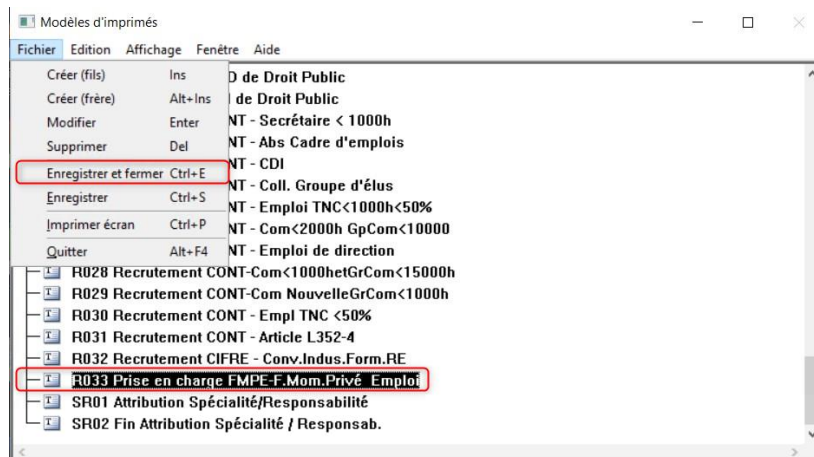 Modèles d'imprimés
Fichier Edition Affichage Fenêtre Aide
Créer (fils) Ins
D de Droit Public
Créer (frère) Alt+Ins
de Droit Public
Modifier Enter
NT - Secrétaire < 1000h
Supprimer Del
NT - Abs Cadre d'emplois
NT - CDI
Enregistrer et fermer Ctrl+E
NT - Coll. Groupe d'élus
Enregistrer Ctrl+S
NT - Emploi TNC<1000h<50%
Imprimer écran Ctrl+P
NT - Com<2000h GpCom<10000
Quitter Alt+F4
NT - Emploi de direction
R028 Recrutement CONT-Com<1000hetGrCom<15000h
R029 Recrutement CONT-Com NouvelleGrCom<1000h
R030 Recrutement CONT - Empl TNC <50%
R031 Recrutement CONT - Article L352-4
R032 Recrutement CIFRE - Conv.Indus.Form.RE
R033 Prise en charge FMPE-F.Mom.Privé Emploi
SR01 Attribution Spécialité/Responsabilité
SR02 Fin Attribution Spécialité / Responsab.